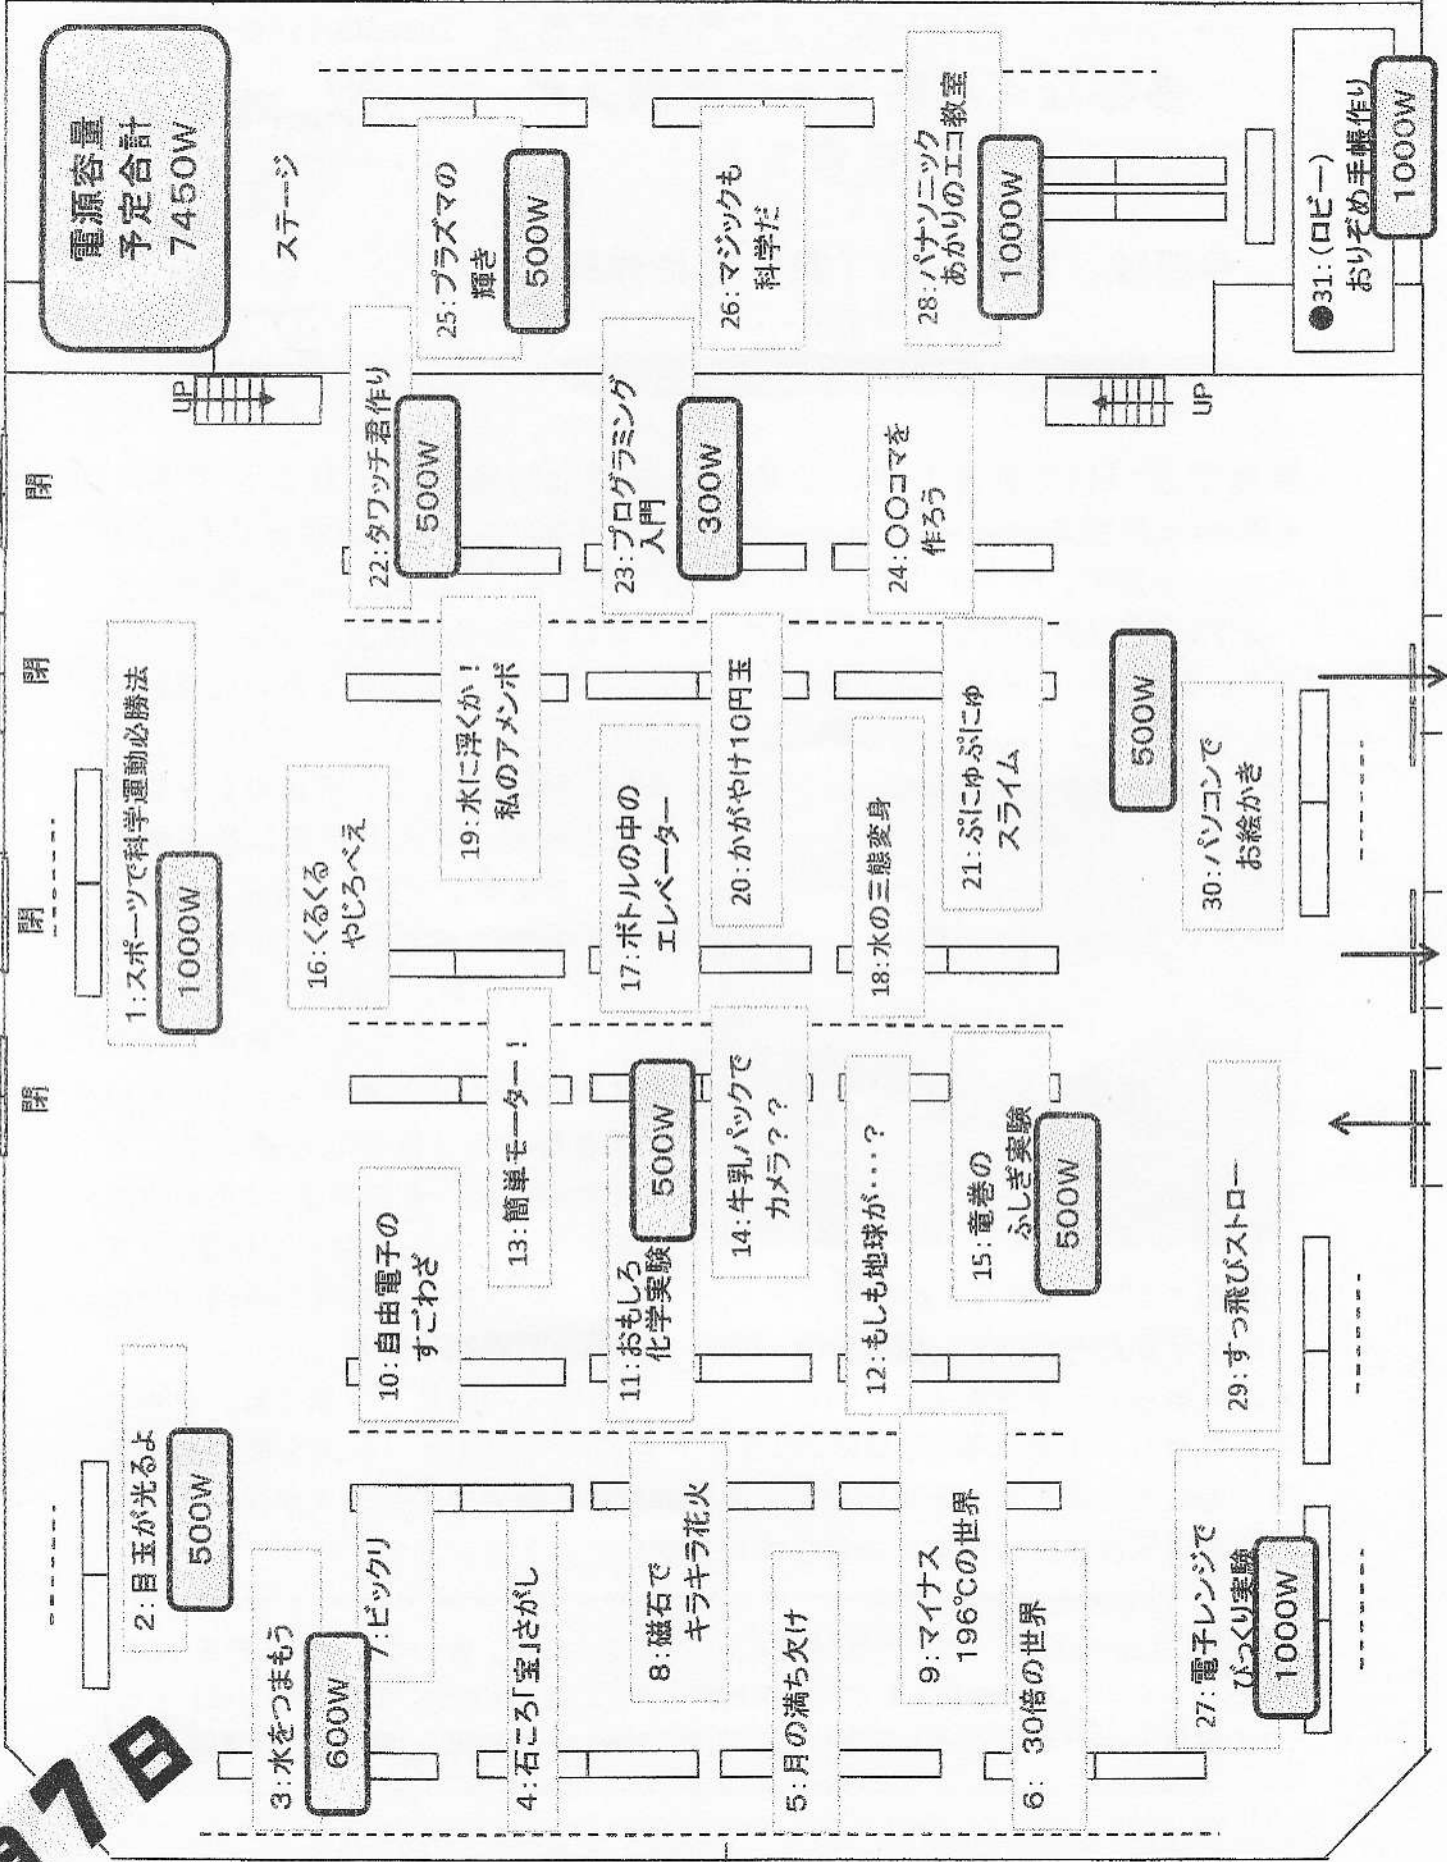 7日
電源容量
予定合計
7450W
ステージ
UP
UP
閉
閉
閉
閉
1:スポーツで科学運動必勝法
1000W
2:目玉が光るよ
500W
3:水をつまもう
600W
4:石ころ「宝」さがし
5:月の満ち欠け
6: 30倍の世界
7:ビックリ
8:磁石で
キラキラ花火
9:マイナス
196℃の世界
10:自由電子の
すごわざ
11:おもしろ
化学実験
500W
12:もしも地球が・・・?
13:簡単モーター!
14:牛乳パックで
カメラ??
15:竜巻の
ふしぎ実験
500W
16:くるくる
やじろべえ
17:ボトルの中の
エレベーター
18:水の三態変身
19:水に浮くか!
私のアメンボ
20:かがやけ10円玉
21:ぷにゅぷにゅ
スライム
22:タワッチ君作り
500W
23:プログラミング
入門
300W
24:〇〇コマを
作ろう
25:プラズマの
輝き
500W
26:マジックも
科学だ
27:電子レンジで
びっくり実験
1000W
28:パナソニック
あかりのエコ教室
1000W
29:すっ飛びストロー
30:パソコンで
お絵かき
500W
●31:(ロビー)
おりぞめ手帳作り
1000W